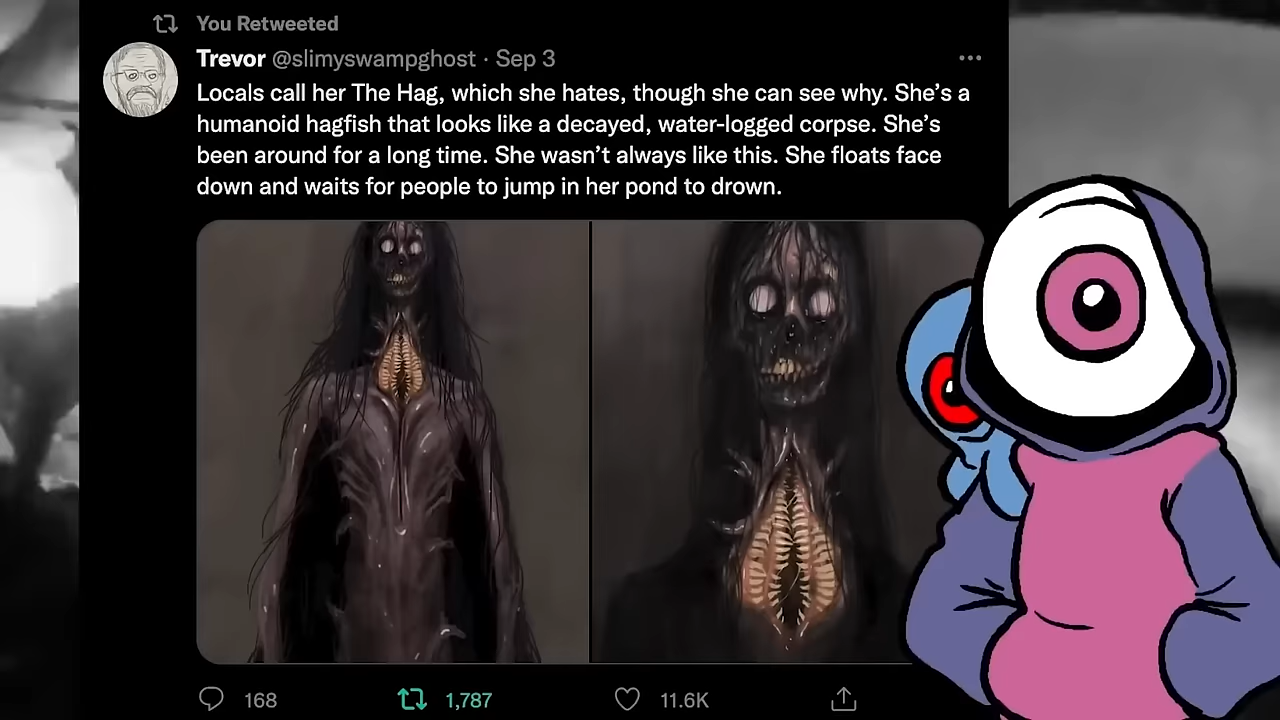 You Retweeted
Trevor @slimyswampghost · Sep 3
Locals call her The Hag, which she hates, though she can see why. She’s a
humanoid hagfish that looks like a decayed, water-logged corpse. She’s
been around for a long time. She wasn’t always like this. She floats face
down and waits for people to jump in her pond to drown.
168 1,787 11.6K